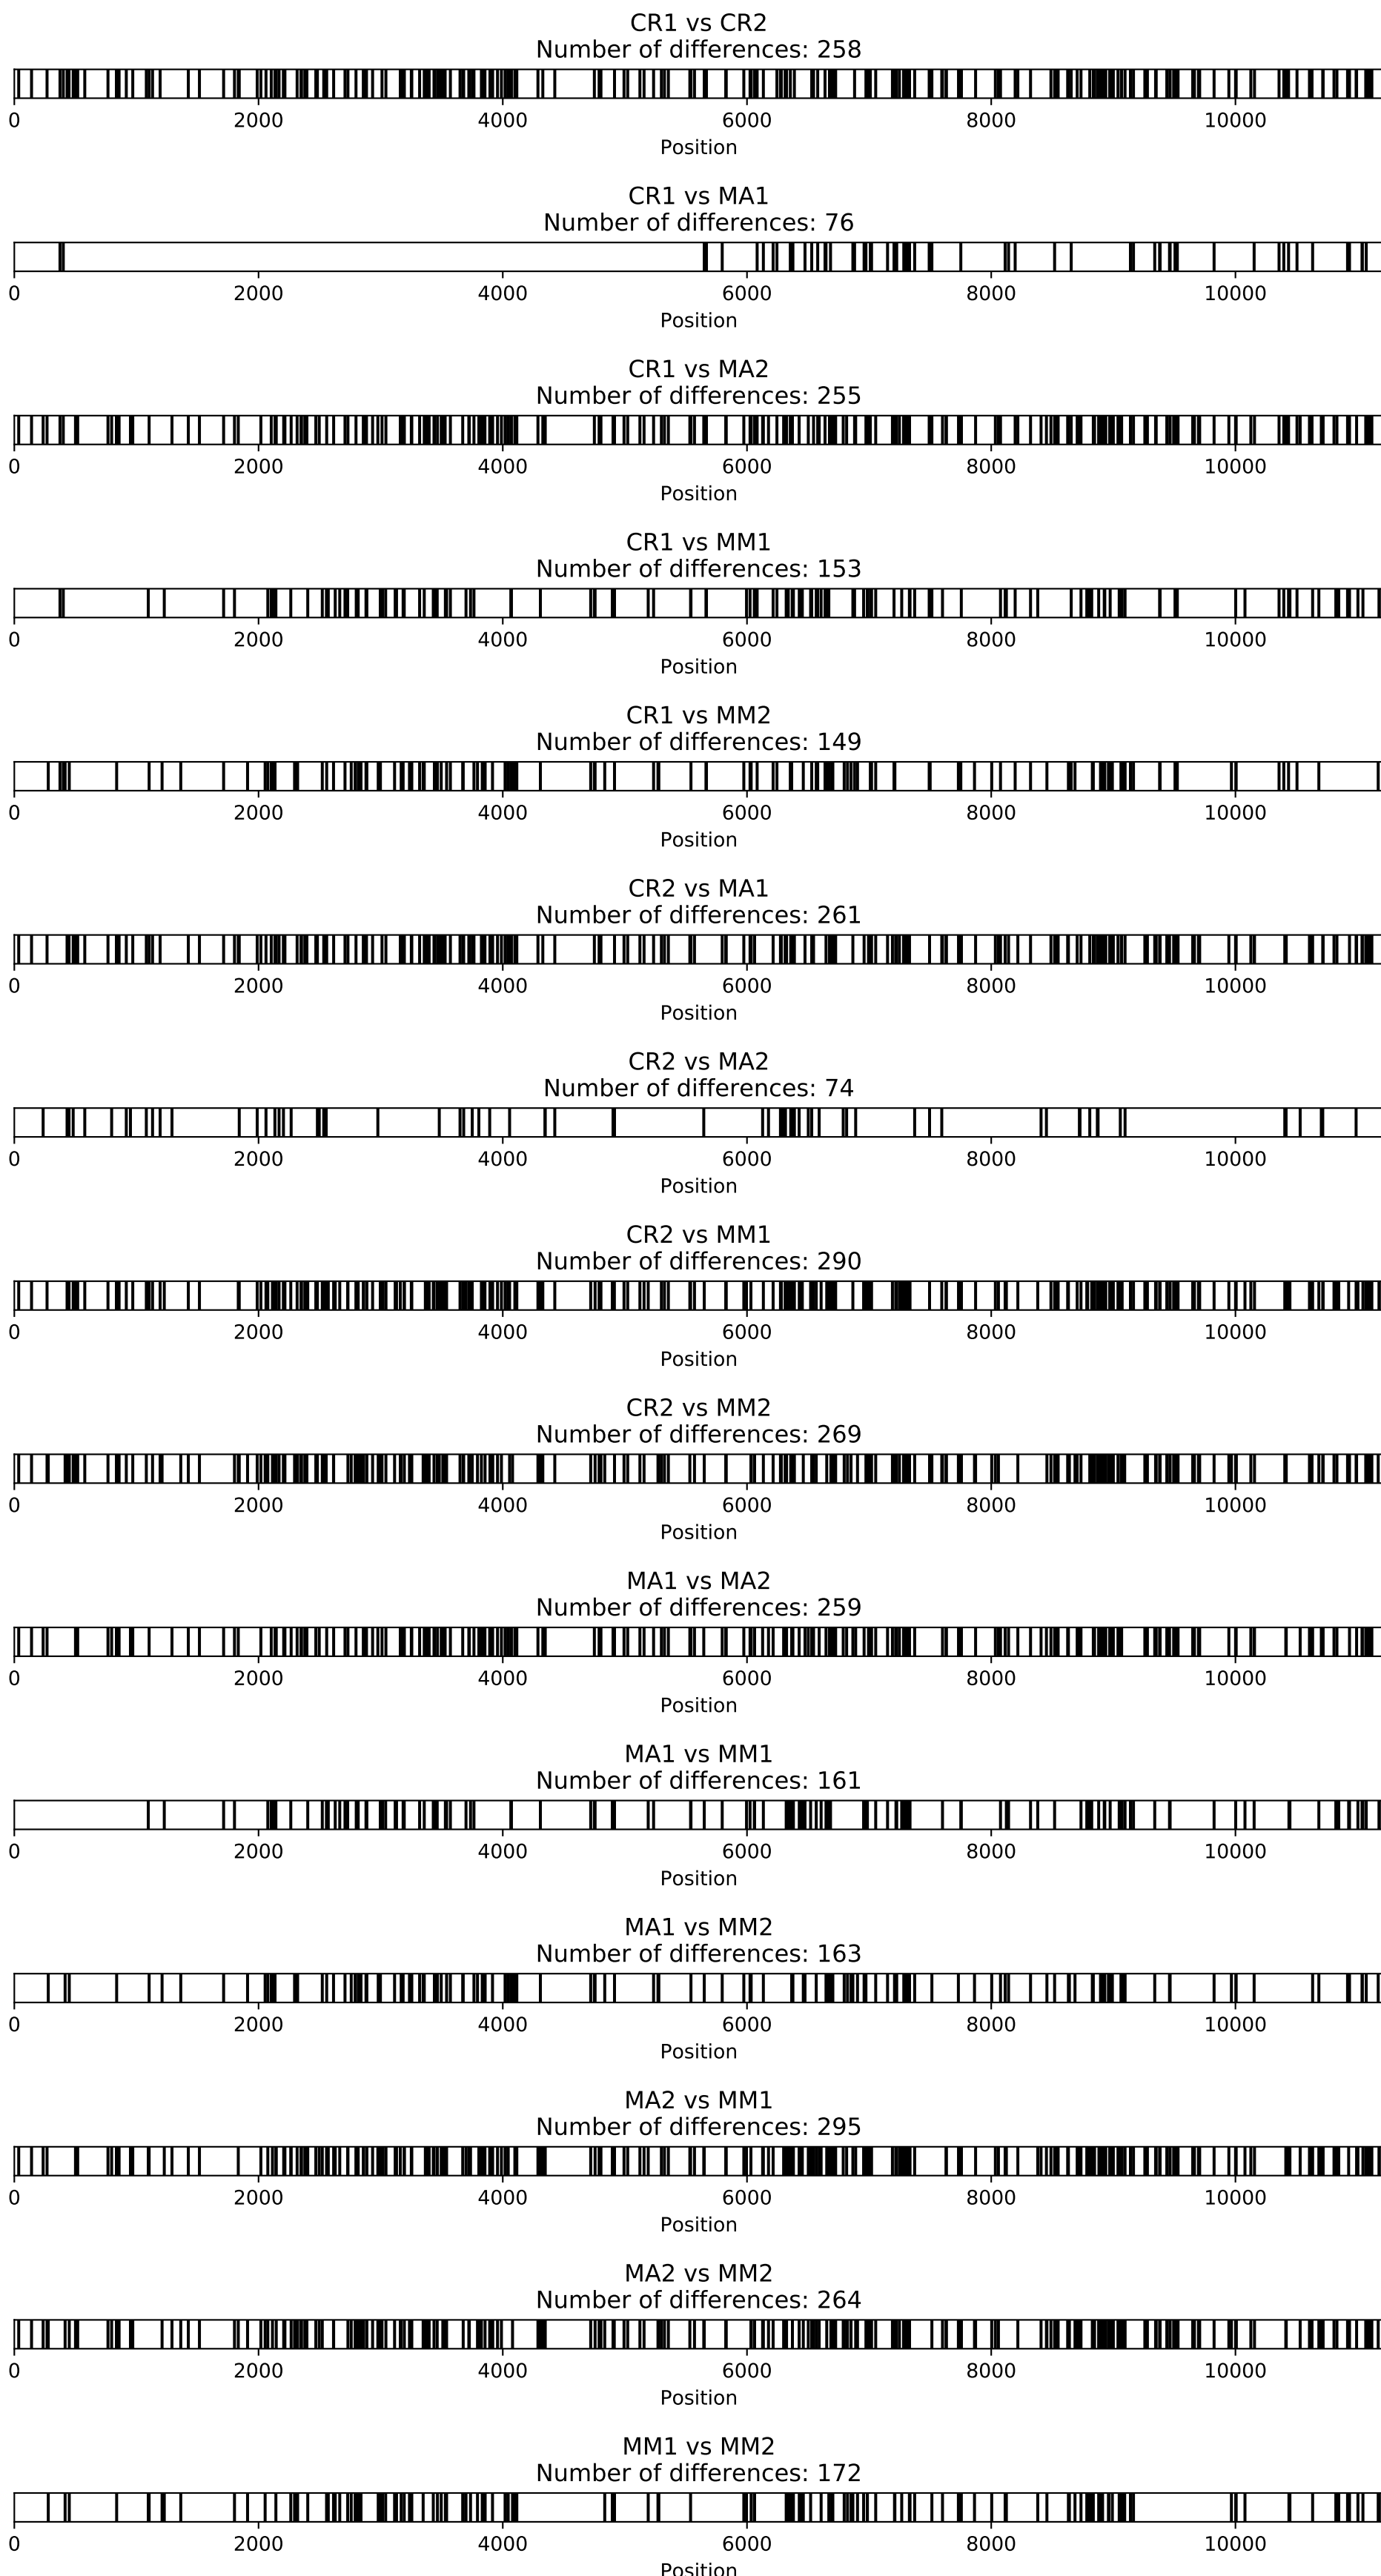 CR1 vs CR2
Number of differences: 258
0 2000 4000 6000 8000 10000
Position
CR1 vs MA1
Number of differences: 76
0 2000 4000 6000 8000 10000
Position
CR1 vs MA2
Number of differences: 255
0 2000 4000 6000 8000 10000
Position
CR1 vs MM1
Number of differences: 153
0 2000 4000 6000 8000 10000
Position
CR1 vs MM2
Number of differences: 149
0 2000 4000 6000 8000 10000
Position
CR2 vs MA1
Number of differences: 261
0 2000 4000 6000 8000 10000
Position
CR2 vs MA2
Number of differences: 74
0 2000 4000 6000 8000 10000
Position
CR2 vs MM1
Number of differences: 290
0 2000 4000 6000 8000 10000
Position
CR2 vs MM2
Number of differences: 269
0 2000 4000 6000 8000 10000
Position
MA1 vs MA2
Number of differences: 259
0 2000 4000 6000 8000 10000
Position
MA1 vs MM1
Number of differences: 161
0 2000 4000 6000 8000 10000
Position
MA1 vs MM2
Number of differences: 163
0 2000 4000 6000 8000 10000
Position
MA2 vs MM1
Number of differences: 295
0 2000 4000 6000 8000 10000
Position
MA2 vs MM2
Number of differences: 264
0 2000 4000 6000 8000 10000
Position
MM1 vs MM2
Number of differences: 172
0 2000 4000 6000 8000 10000
Position